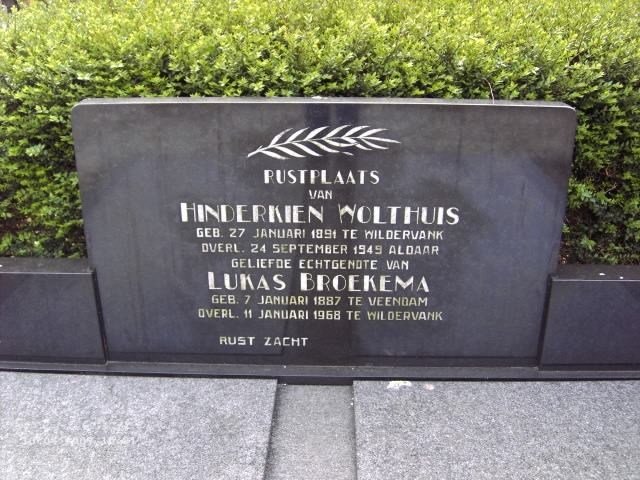 RUSTPLAATS
VAN
HINDERKIEN WOLTHUIS
GEB. 27 JANUARI 1891 TE WILDERVANK
OVERL. 24 SEPTEMBER 1949 ALDAAR
GELIEFDE ECHTGENOTE VAN
LUKAS BROEKEMA
GEB. 7 JANUARI 1887 TE VEENDAM
OVERL. 11 JANUARI 1968 TE WILDERVANK
RUST ZACHT